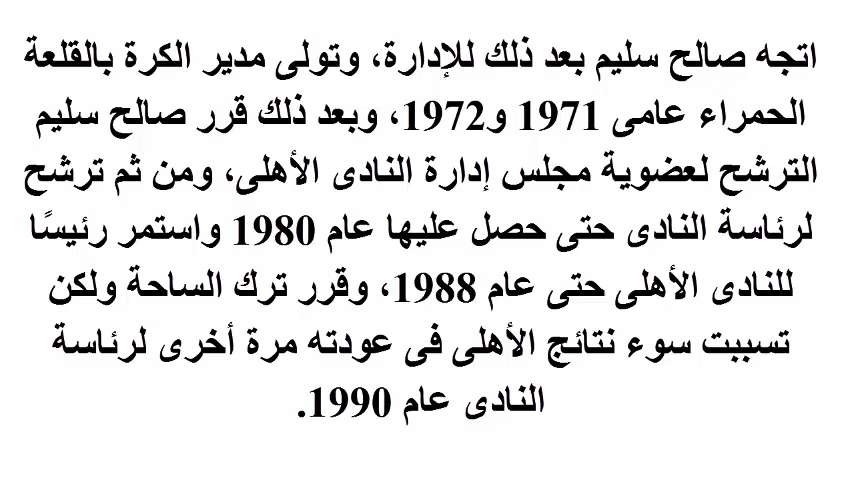 اتجه صالح سليم بعد ذلك للإدارة، وتولى مدير الكرة بالقلعة
الحمراء عامى 1971 و1972، وبعد ذلك قرر صالح سليم
الترشح لعضوية مجلس إدارة النادى الأهلى، ومن ثم ترشح
لرئاسة النادى حتى حصل عليها عام 1980 واستمر رئيسًا
للنادى الأهلى حتى عام 1988، وقرر ترك الساحة ولكن
تسببت سوء نتائج الأهلى فى عودته مرة أخرى لرئاسة
النادى عام 1990.